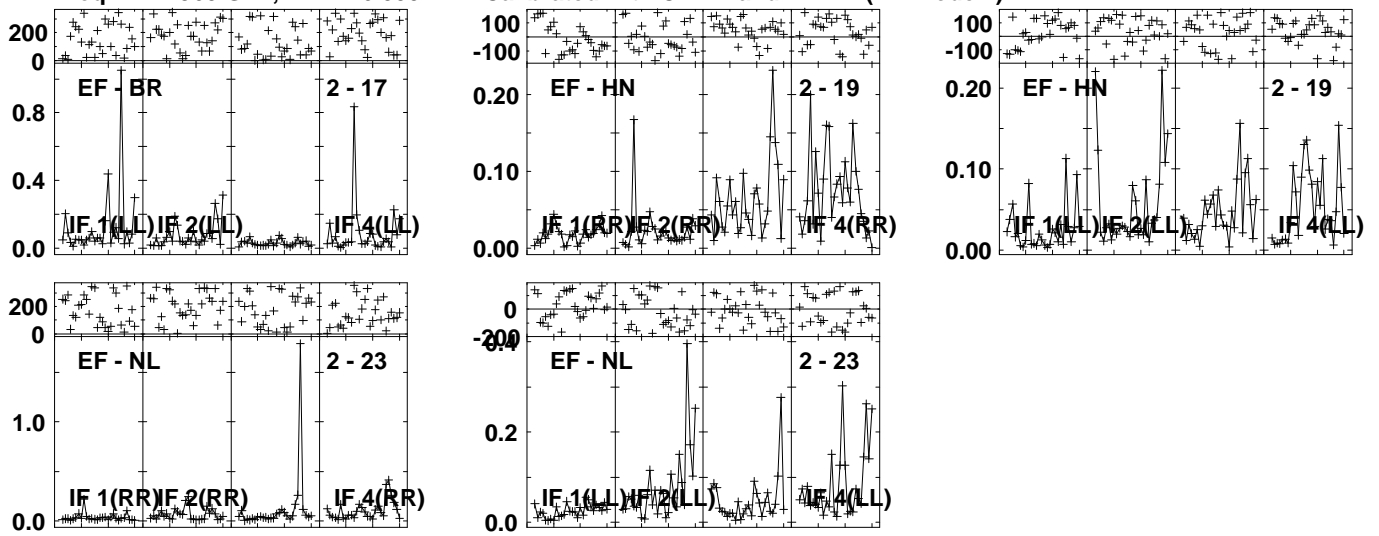 200
0
EF - BR
2 - 17
0.8
0.4
0.0
IF 1(LL)
IF 2(LL)
IF 4(LL)
100
-100
EF - HN
2 - 19
0.20
0.10
0.00
IF 1(RR)
IF 2(RR)
IF 4(RR)
100
-100
EF - HN
2 - 19
0.20
0.10
0.00
IF 1(LL)
IF 2(LL)
IF 4(LL)
200
0
EF - NL
2 - 23
1.0
0.0
IF 1(RR)
IF 2(RR)
IF 4(RR)
0
-200
0.4
EF - NL
2 - 23
0.2
0.0
IF 1(LL)
IF 2(LL)
IF 4(LL)